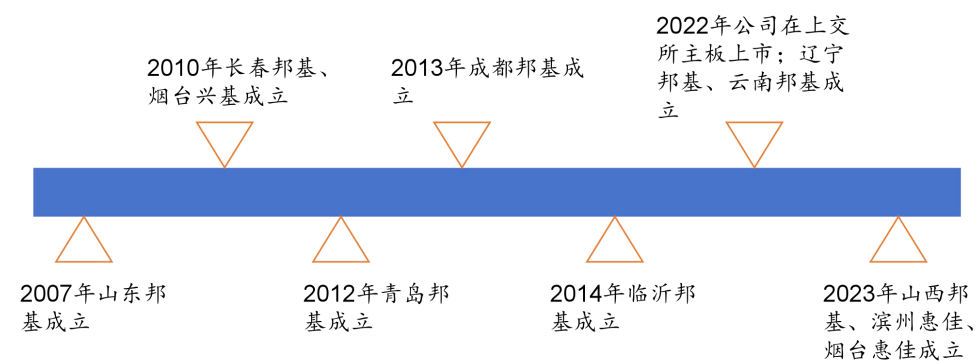 2010年长春邦基、
烟台兴基成立
2013年成都邦基成
立
2022年公司在上交
所主板上市；辽宁
邦基、云南邦基成
立
2007年山东邦
基成立
2012年青岛邦
基成立
2014年临沂邦
基成立
2023年山西邦
基、滨州惠佳、
烟台惠佳成立